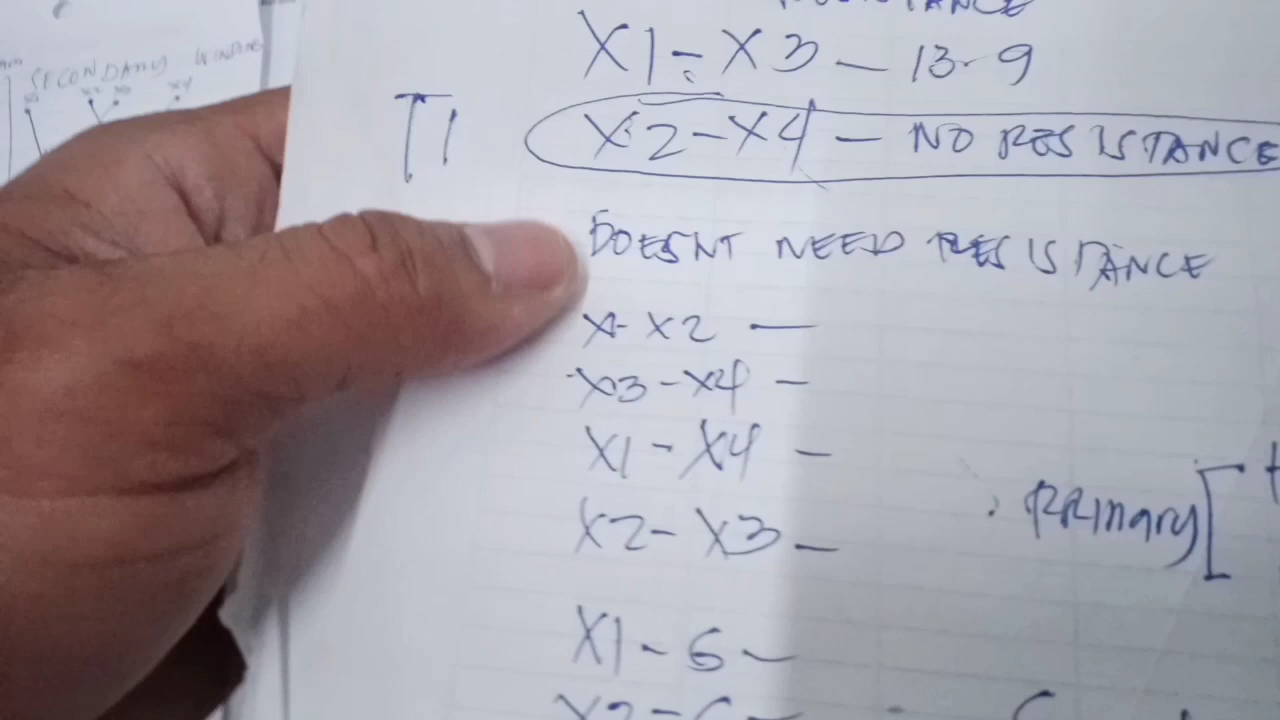 SECONDARY WINDING
X1 - X3 - 13.9
T1
X2 - X4 - NO RESISTANCE
DOESNT NEED RESISTANCE
X- X2 —
X3 - X4 -
X1 - X4 -
X2 - X3 -
PRIMARY
X1 - G -